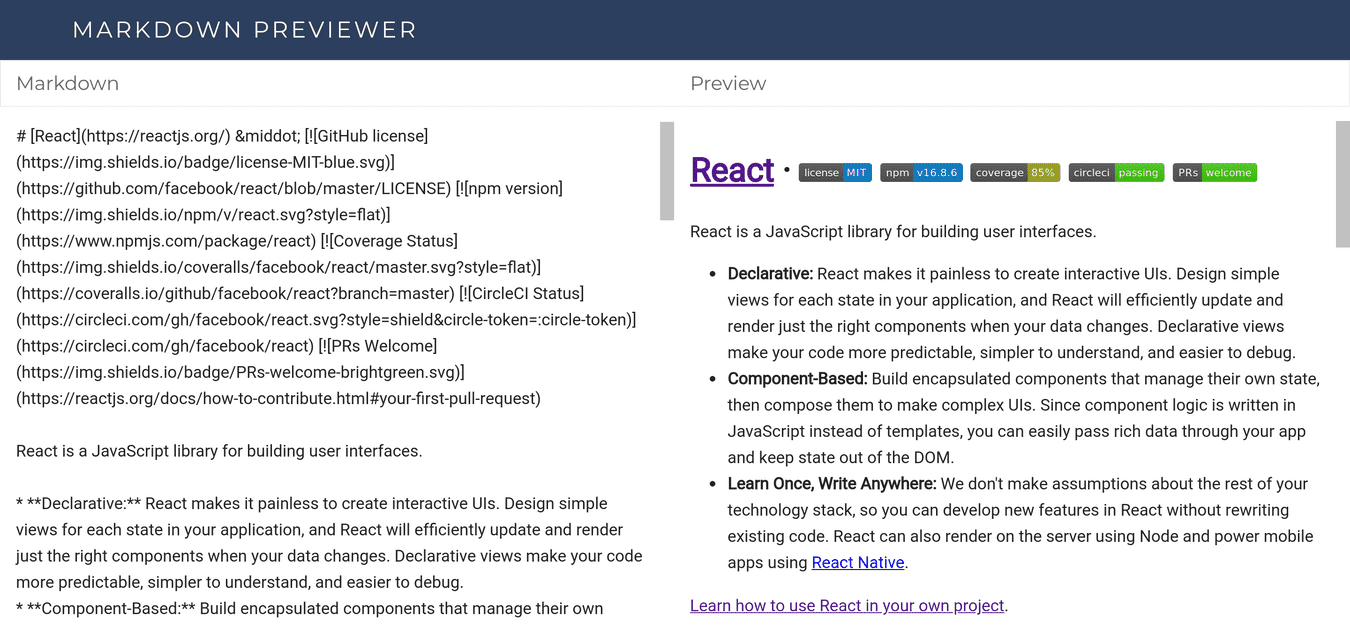 MARKDOWN PREVIEWER
Markdown
# [React](https://reactjs.org/) &middot; [![GitHub license]
(https://img.shields.io/badge/license-MIT-blue.svg)]
(https://github.com/facebook/react/blob/master/LICENSE) [![npm version]
(https://img.shields.io/npm/v/react.svg?style=flat)]
(https://www.npmjs.com/package/react) [![Coverage Status]
(https://img.shields.io/coveralls/facebook/react/master.svg?style=flat)]
(https://coveralls.io/github/facebook/react?branch=master) [![CircleCI Status]
(https://circleci.com/gh/facebook/react.svg?style=shield&circle-token=:circle-token)]
(https://circleci.com/gh/facebook/react) [![PRs Welcome]
(https://img.shields.io/badge/PRs-welcome-brightgreen.svg)]
(https://reactjs.org/docs/how-to-contribute.html#your-first-pull-request)
React is a JavaScript library for building user interfaces.
* **Declarative:** React makes it painless to create interactive UIs. Design simple
views for each state in your application, and React will efficiently update and render
just the right components when your data changes. Declarative views make your code
more predictable, simpler to understand, and easier to debug.
* **Component-Based:** Build encapsulated components that manage their own
Preview
React · license MIT npm v16.8.6 coverage 85% circleci passing PRs welcome
React is a JavaScript library for building user interfaces.
• Declarative: React makes it painless to create interactive UIs. Design simple
views for each state in your application, and React will efficiently update and
render just the right components when your data changes. Declarative views
make your code more predictable, simpler to understand, and easier to debug.
• Component-Based: Build encapsulated components that manage their own state,
then compose them to make complex UIs. Since component logic is written in
JavaScript instead of templates, you can easily pass rich data through your app
and keep state out of the DOM.
• Learn Once, Write Anywhere: We don't make assumptions about the rest of your
technology stack, so you can develop new features in React without rewriting
existing code. React can also render on the server using Node and power mobile
apps using React Native.
Learn how to use React in your own project.